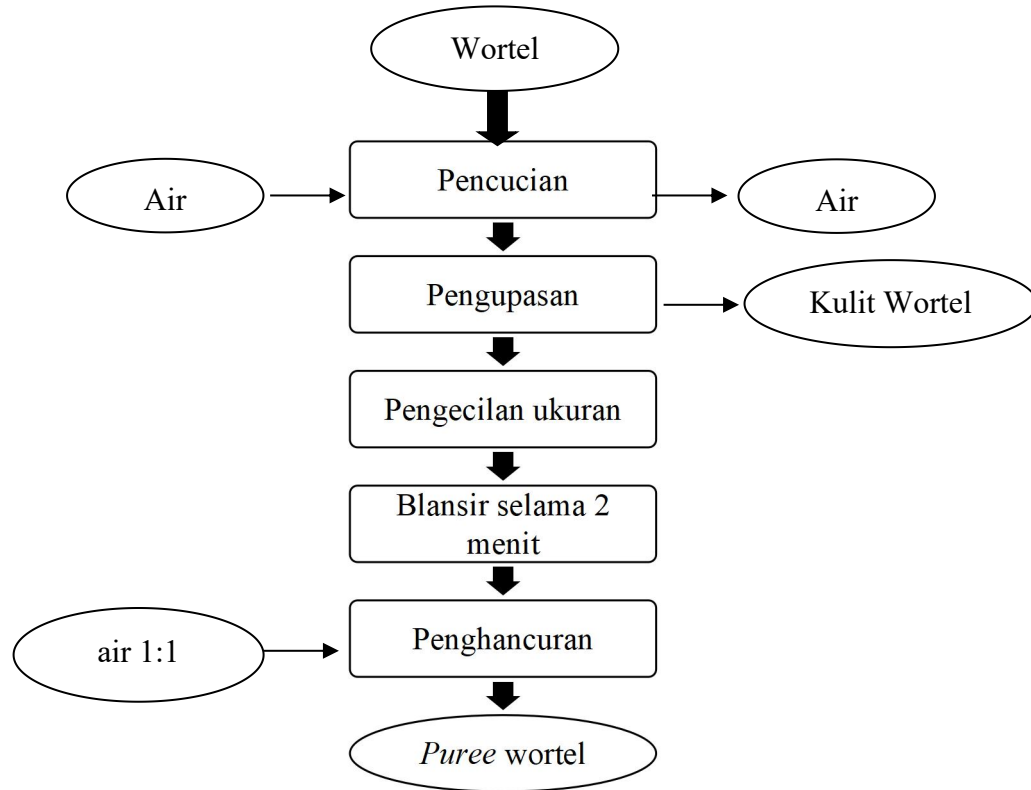 Wortel
Air
Pencucian
Air
Pengupasan
Kulit Wortel
Pengecilan ukuran
Blansir selama 2
menit
air 1:1
Penghancuran
Puree wortel